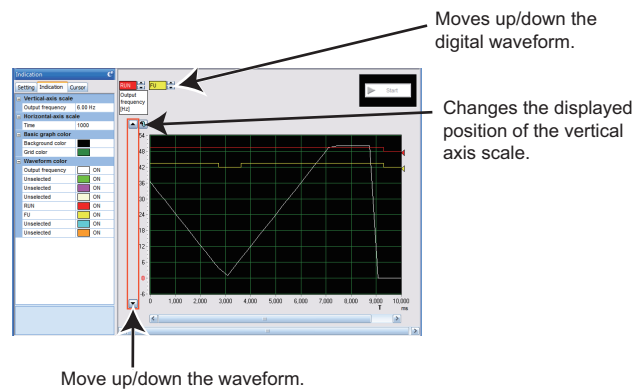 Moves up/down the
digital waveform.
Indication
Setting Indication Cursor
Vertical-axis scale
Output frequency 6.00 Hz
Horizontal-axis scale
Time 1000
Basic graph color
Background color
Grid color
Waveform color
Output frequency ON
Unselected ON
Unselected ON
Unselected ON
RUN ON
FU ON
Unselected ON
Unselected ON
RUN FU
Output
frequency
[Hz]
Start
Changes the displayed
position of the vertical
axis scale.
54
48
42
36
30
24
18
12
6
0
-6
0 1,000 2,000 3,000 4,000 5,000 6,000 7,000 8,000 9,000 10,000
T ms
Move up/down the waveform.